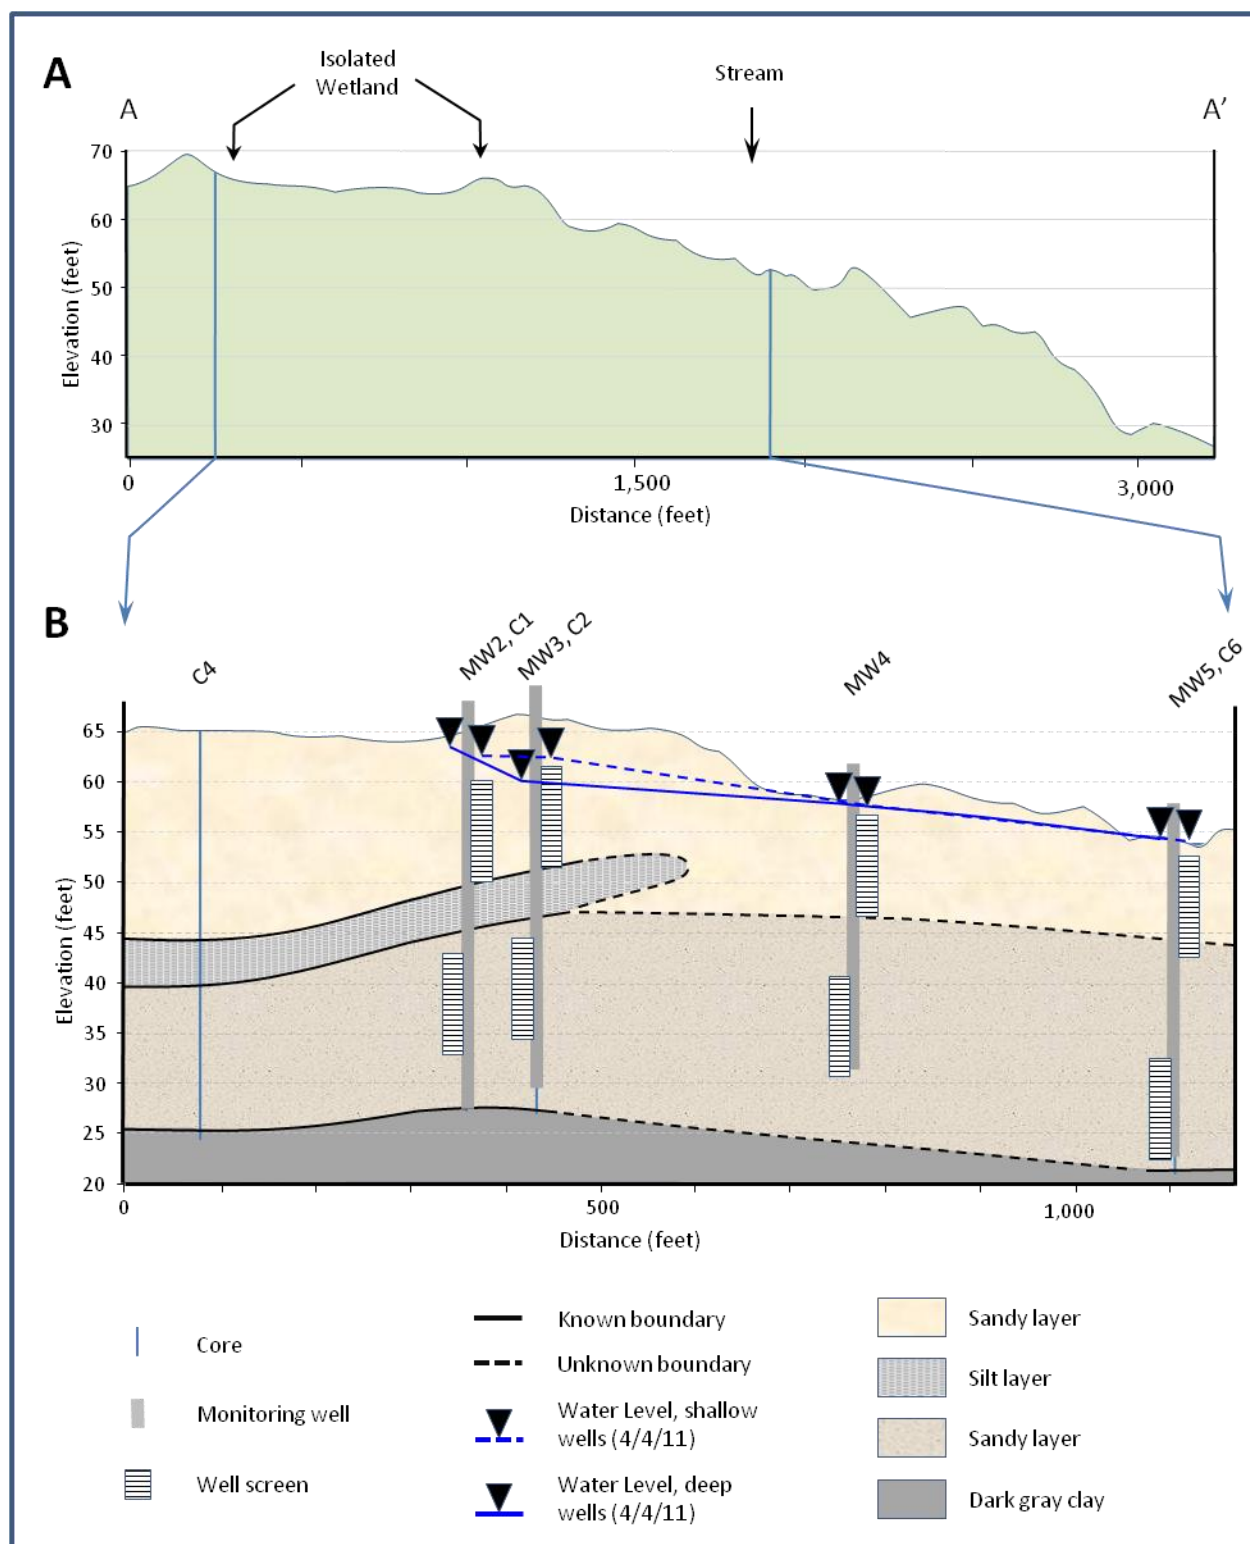 A
Isolated
Wetland
Stream
A
A’
70
60
50
40
30
Elevation (feet)
0
1,500
3,000
Distance (feet)
B
C4
MW2, C1
MW3, C2
MW4
MW5, C6
65
60
55
50
45
40
35
30
25
20
Elevation (feet)
0
500
1,000
Distance (feet)
Core
Monitoring well
Well screen
Known boundary
Unknown boundary
Water Level, shallow
wells (4/4/11)
Water Level, deep
wells (4/4/11)
Sandy layer
Silt layer
Sandy layer
Dark gray clay